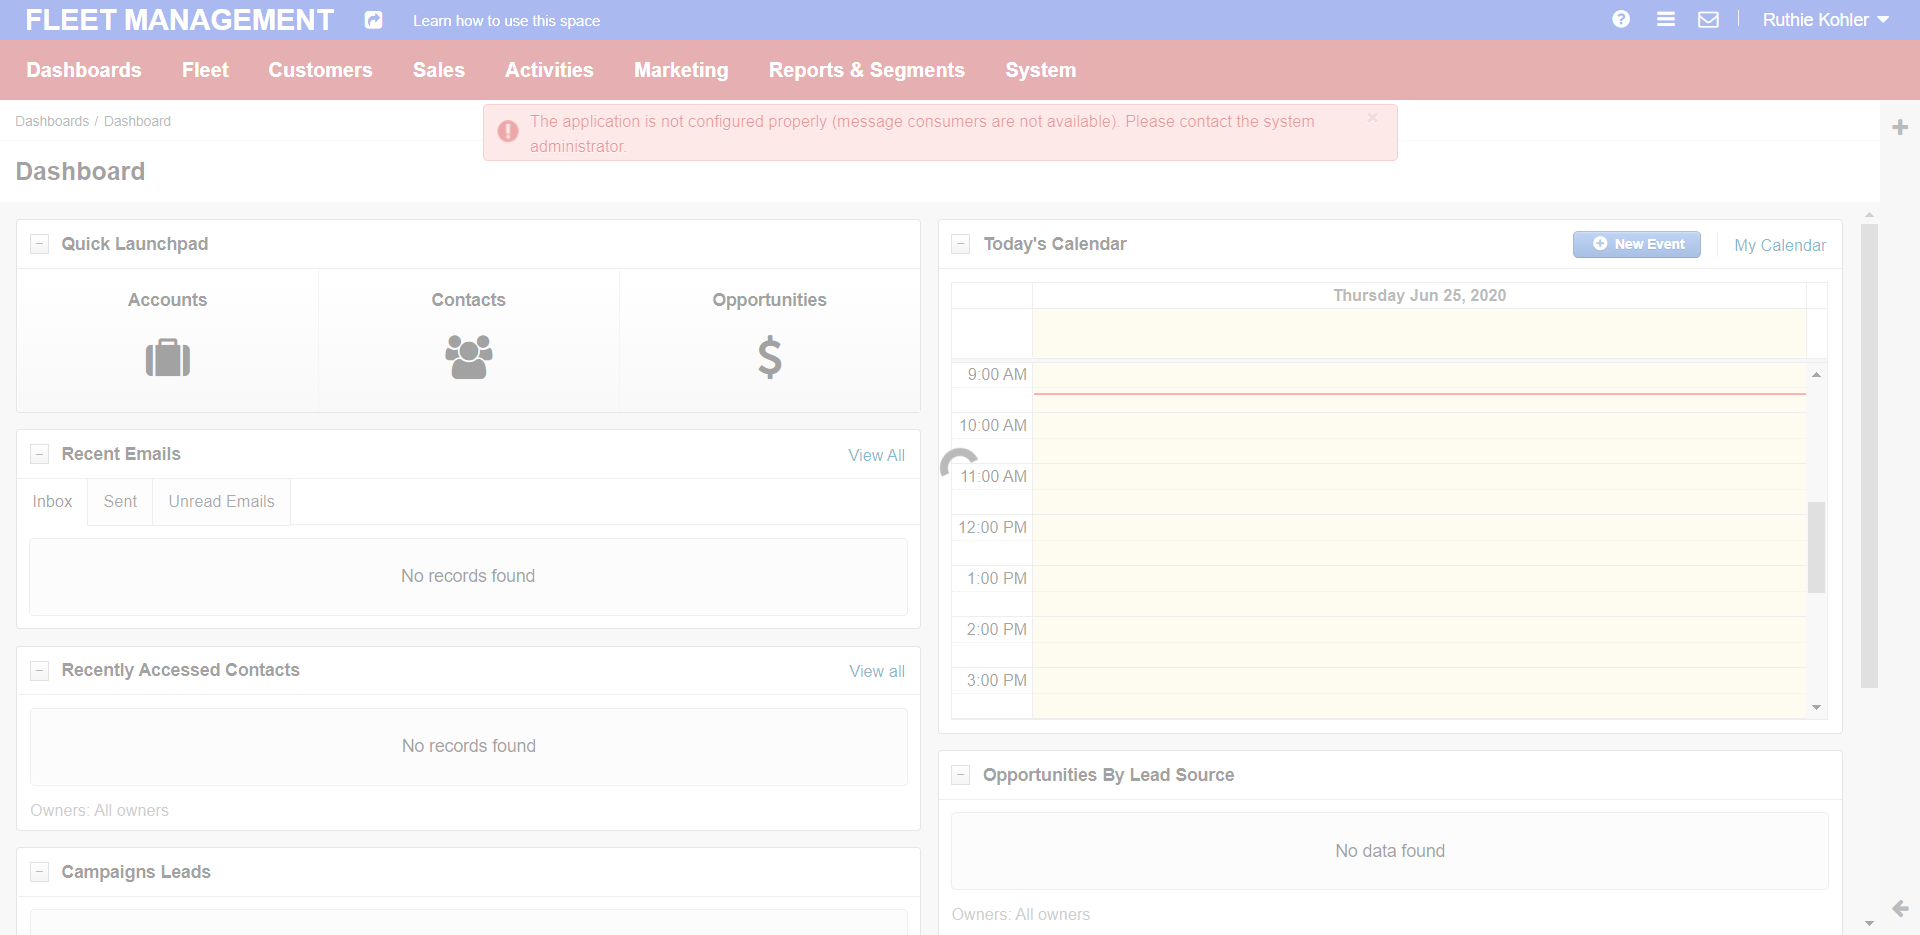 FLEET MANAGEMENT
Learn how to use this space
Ruthie Kohler
Dashboards Fleet Customers Sales Activities Marketing Reports & Segments System
Dashboards / Dashboard
The application is not configured properly (message consumers are not available). Please contact the system
administrator.
Dashboard
Quick Launchpad
Accounts
Contacts
Opportunities
Recent Emails
View All
Inbox
Sent
Unread Emails
No records found
Recently Accessed Contacts
View all
No records found
Owners: All owners
Campaigns Leads
Today's Calendar
New Event
My Calendar
Thursday Jun 25, 2020
9:00 AM
10:00 AM
11:00 AM
12:00 PM
1:00 PM
2:00 PM
3:00 PM
Opportunities By Lead Source
No data found
Owners: All owners